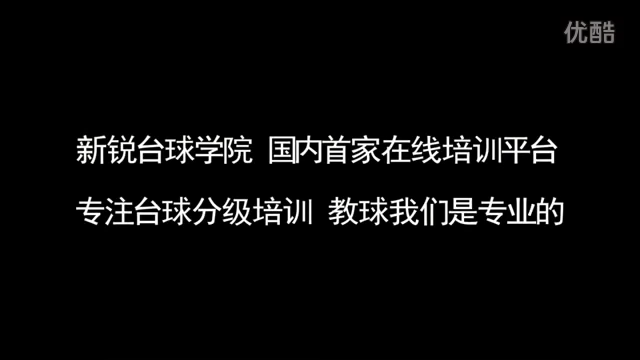 优酷
新锐台球学院 国内首家在线培训平台
专注台球分级培训 教球我们是专业的